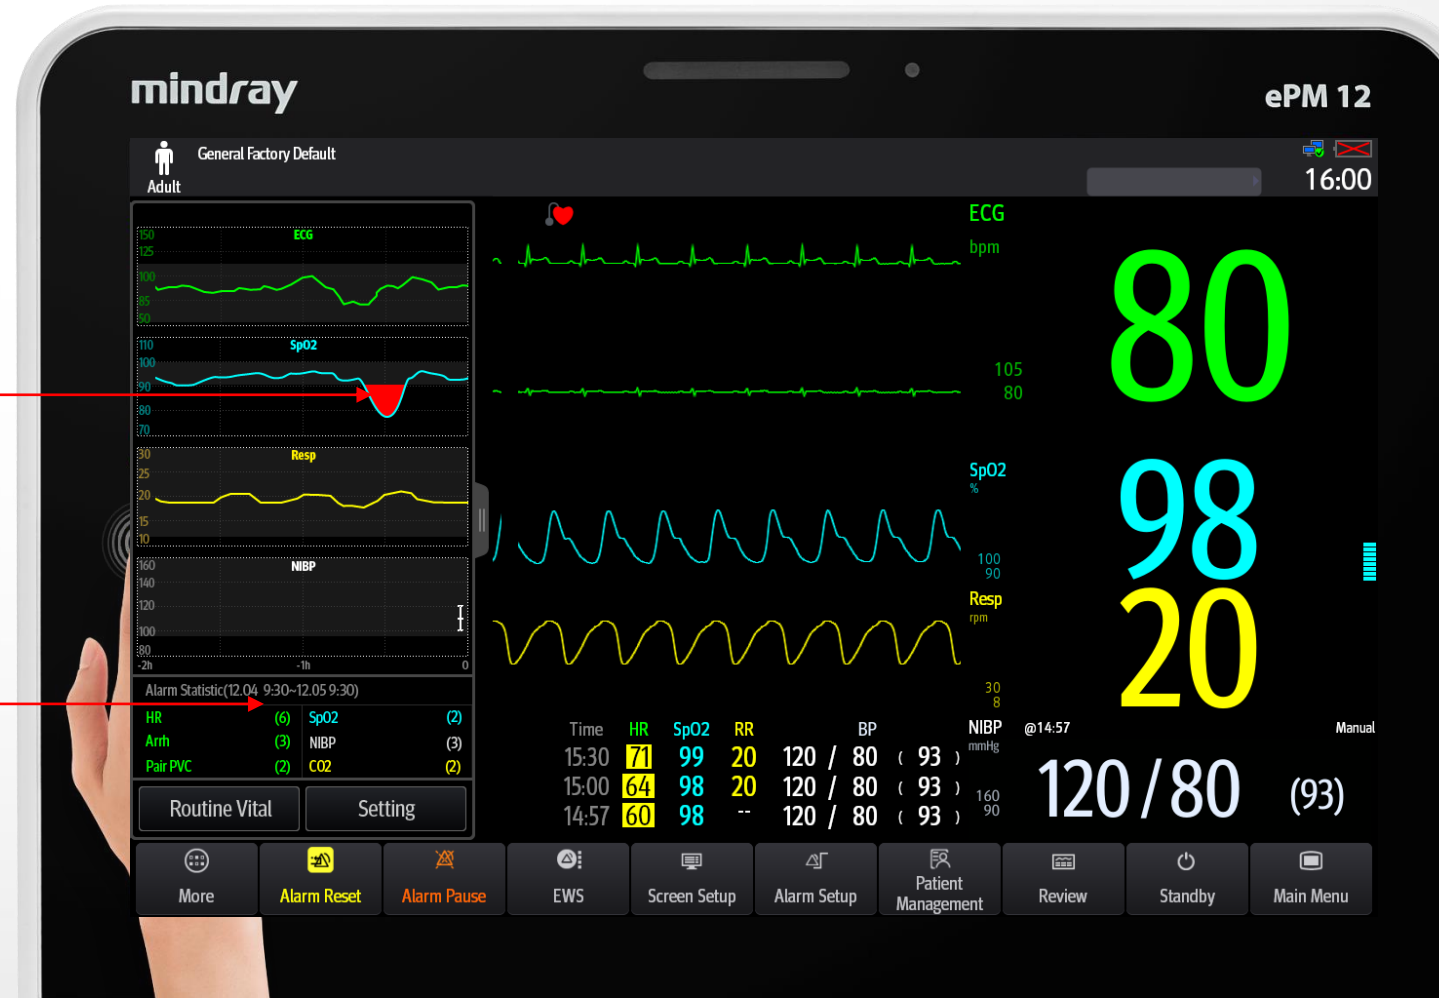 mindray
ePM 12
General Factory Default
Adult
16:00
ECG
150
125
100
85
50
SpO2
110
100
90
80
70
Resp
30
25
20
15
10
NIBP
160
140
120
100
80
-2h -1h 0
Alarm Statistic(12.04 9:30~12.05 9:30)
HR (6) SpO2 (2)
Arrh (3) NIBP (3)
Pair PVC (2) CO2 (2)
Routine Vital Setting
ECG
bpm
80
105
80
SpO2
%
98
100
90
Resp
rpm
20
30
8
Time HR SpO2 RR BP
15:30 71 99 20 120 / 80 ( 93 )
15:00 64 98 20 120 / 80 ( 93 )
14:57 60 98 -- 120 / 80 ( 93 )
NIBP @14:57 Manual
mmHg
120/80 (93)
160
90
More
Alarm Reset
Alarm Pause
EWS
Screen Setup
Alarm Setup
Patient
Management
Review
Standby
Main Menu